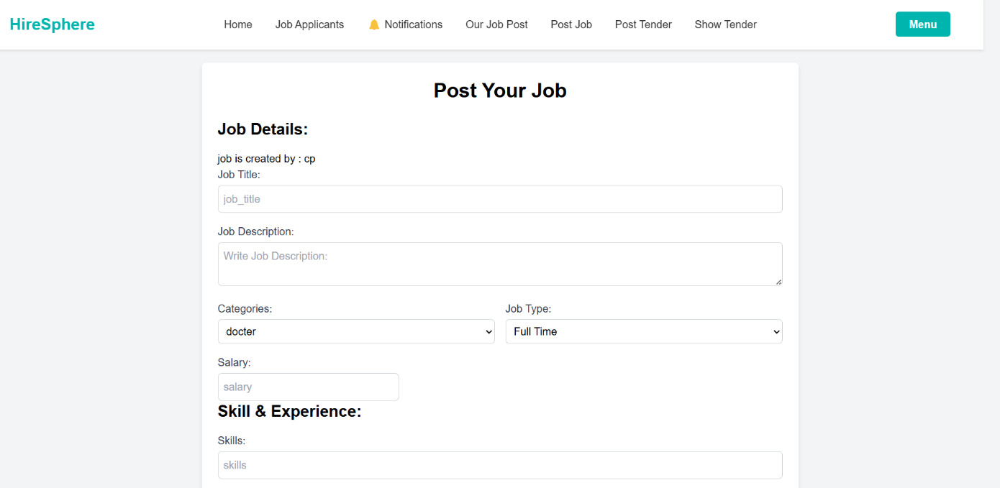 HireSphere Home Job Applicants Notifications Our Job Post Post Job Post Tender Show Tender Menu
Post Your Job
Job Details:
job is created by : cp
Job Title:
job_title
Job Description:
Write Job Description:
Categories: Job Type:
docter Full Time
Salary:
salary
Skill & Experience:
Skills:
skills